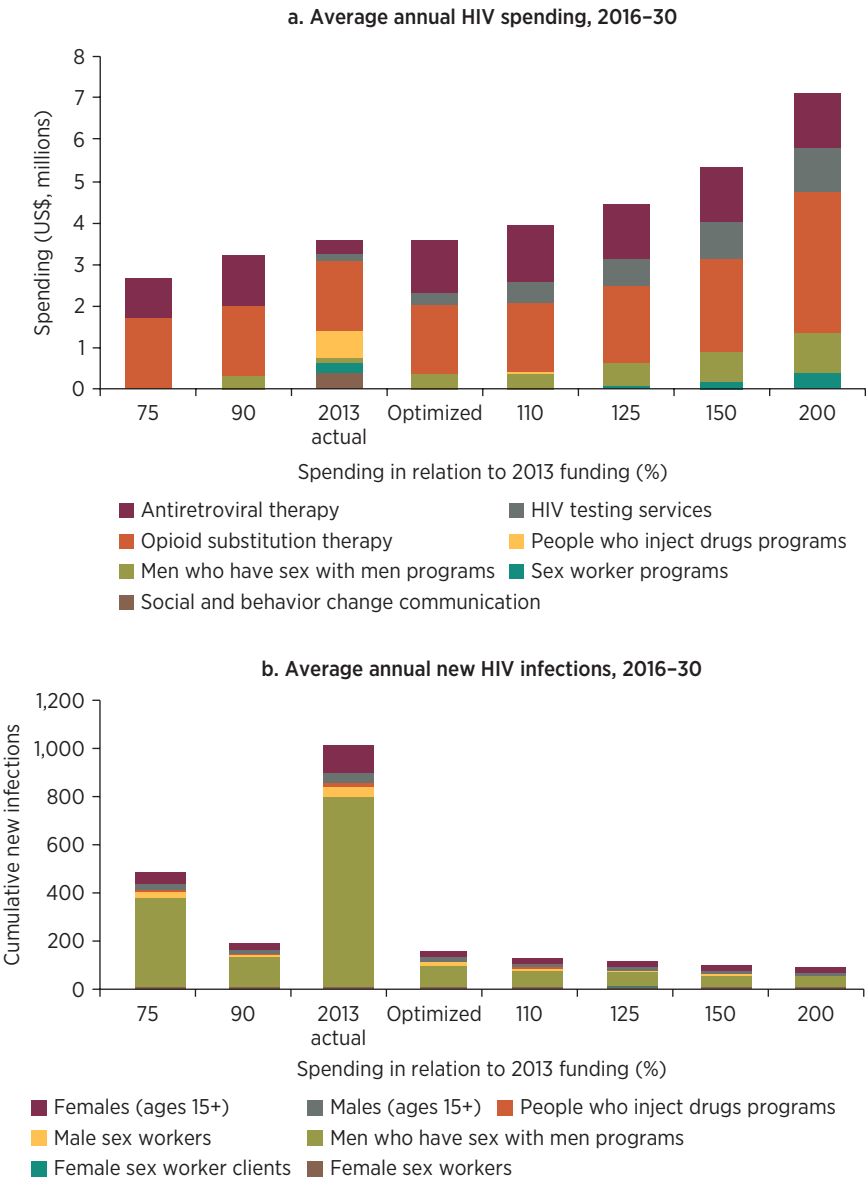 a. Average annual HIV spending, 2016–30
8
7
6
5
4
3
2
1
0
Spending (US$, millions)
75 90 2013 actual Optimized 110 125 150 200
Spending in relation to 2013 funding (%)
Antiretroviral therapy
HIV testing services
Opioid substitution therapy
People who inject drugs programs
Men who have sex with men programs
Sex worker programs
Social and behavior change communication
b. Average annual new HIV infections, 2016–30
1,200
1,000
800
600
400
200
0
Cumulative new infections
75 90 2013 actual Optimized 110 125 150 200
Spending in relation to 2013 funding (%)
Females (ages 15+)
Males (ages 15+)
People who inject drugs programs
Male sex workers
Men who have sex with men programs
Female sex worker clients
Female sex workers